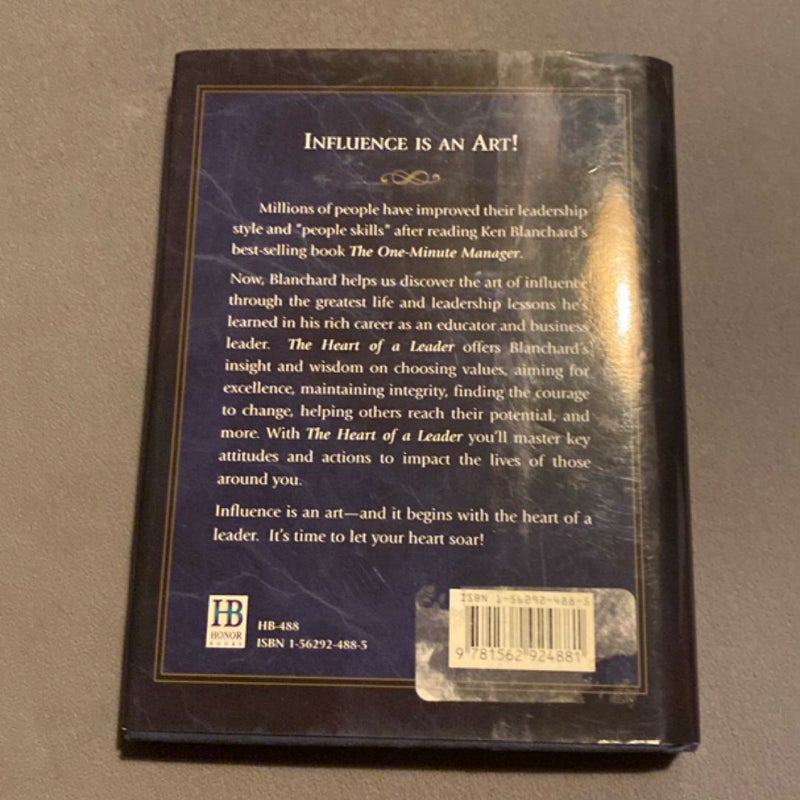 INFLUENCE IS AN ART!
Millions of people have improved their leadership
style and "people skills" after reading Ken Blanchard's
best-selling book The One-Minute Manager.
Now, Blanchard helps us discover the art of influence
through the greatest life and leadership lessons he's
learned in his rich career as an educator and business
leader. The Heart of a Leader offers Blanchard's
insight and wisdom on choosing values, aiming for
excellence, maintaining integrity, finding the courage
to change, helping others reach their potential, and
more. With The Heart of a Leader you'll master key
attitudes and actions to impact the lives of those
around you.
Influence is an art—and it begins with the heart of a
leader. It's time to let your heart soar!
HB
HONOR
BOOKS
HB-488
ISBN 1-56292-488-5
ISBN 1-56292-488-5
9 781562 924881